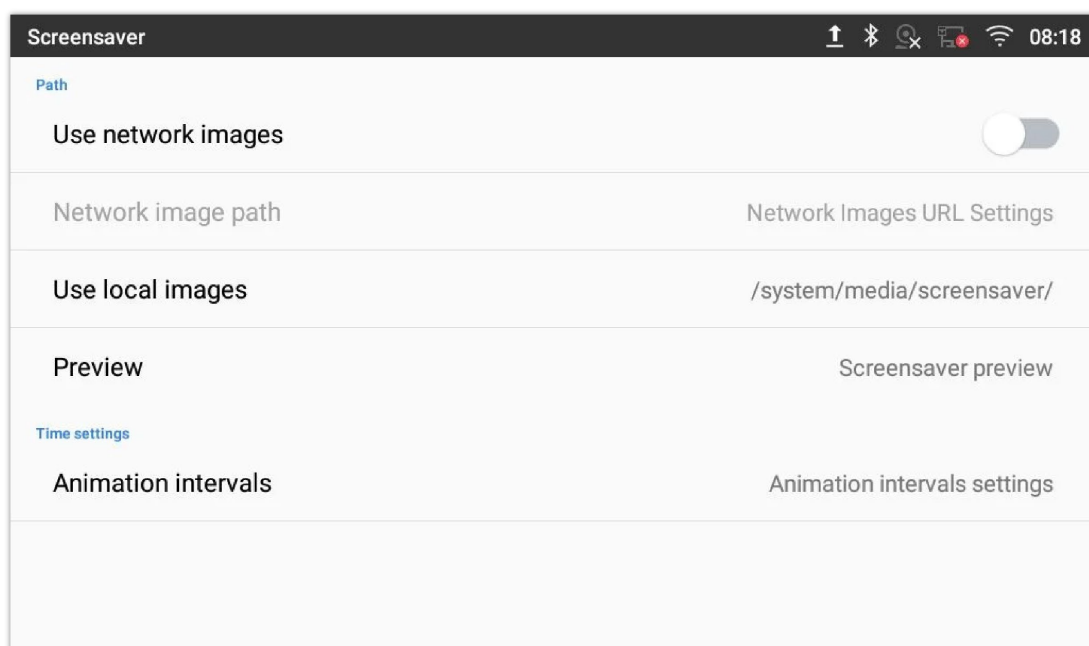 Screensaver 08:18
Path
Use network images
Network image path Network Images URL Settings
Use local images /system/media/screensaver/
Preview Screensaver preview
Time settings
Animation intervals Animation intervals settings